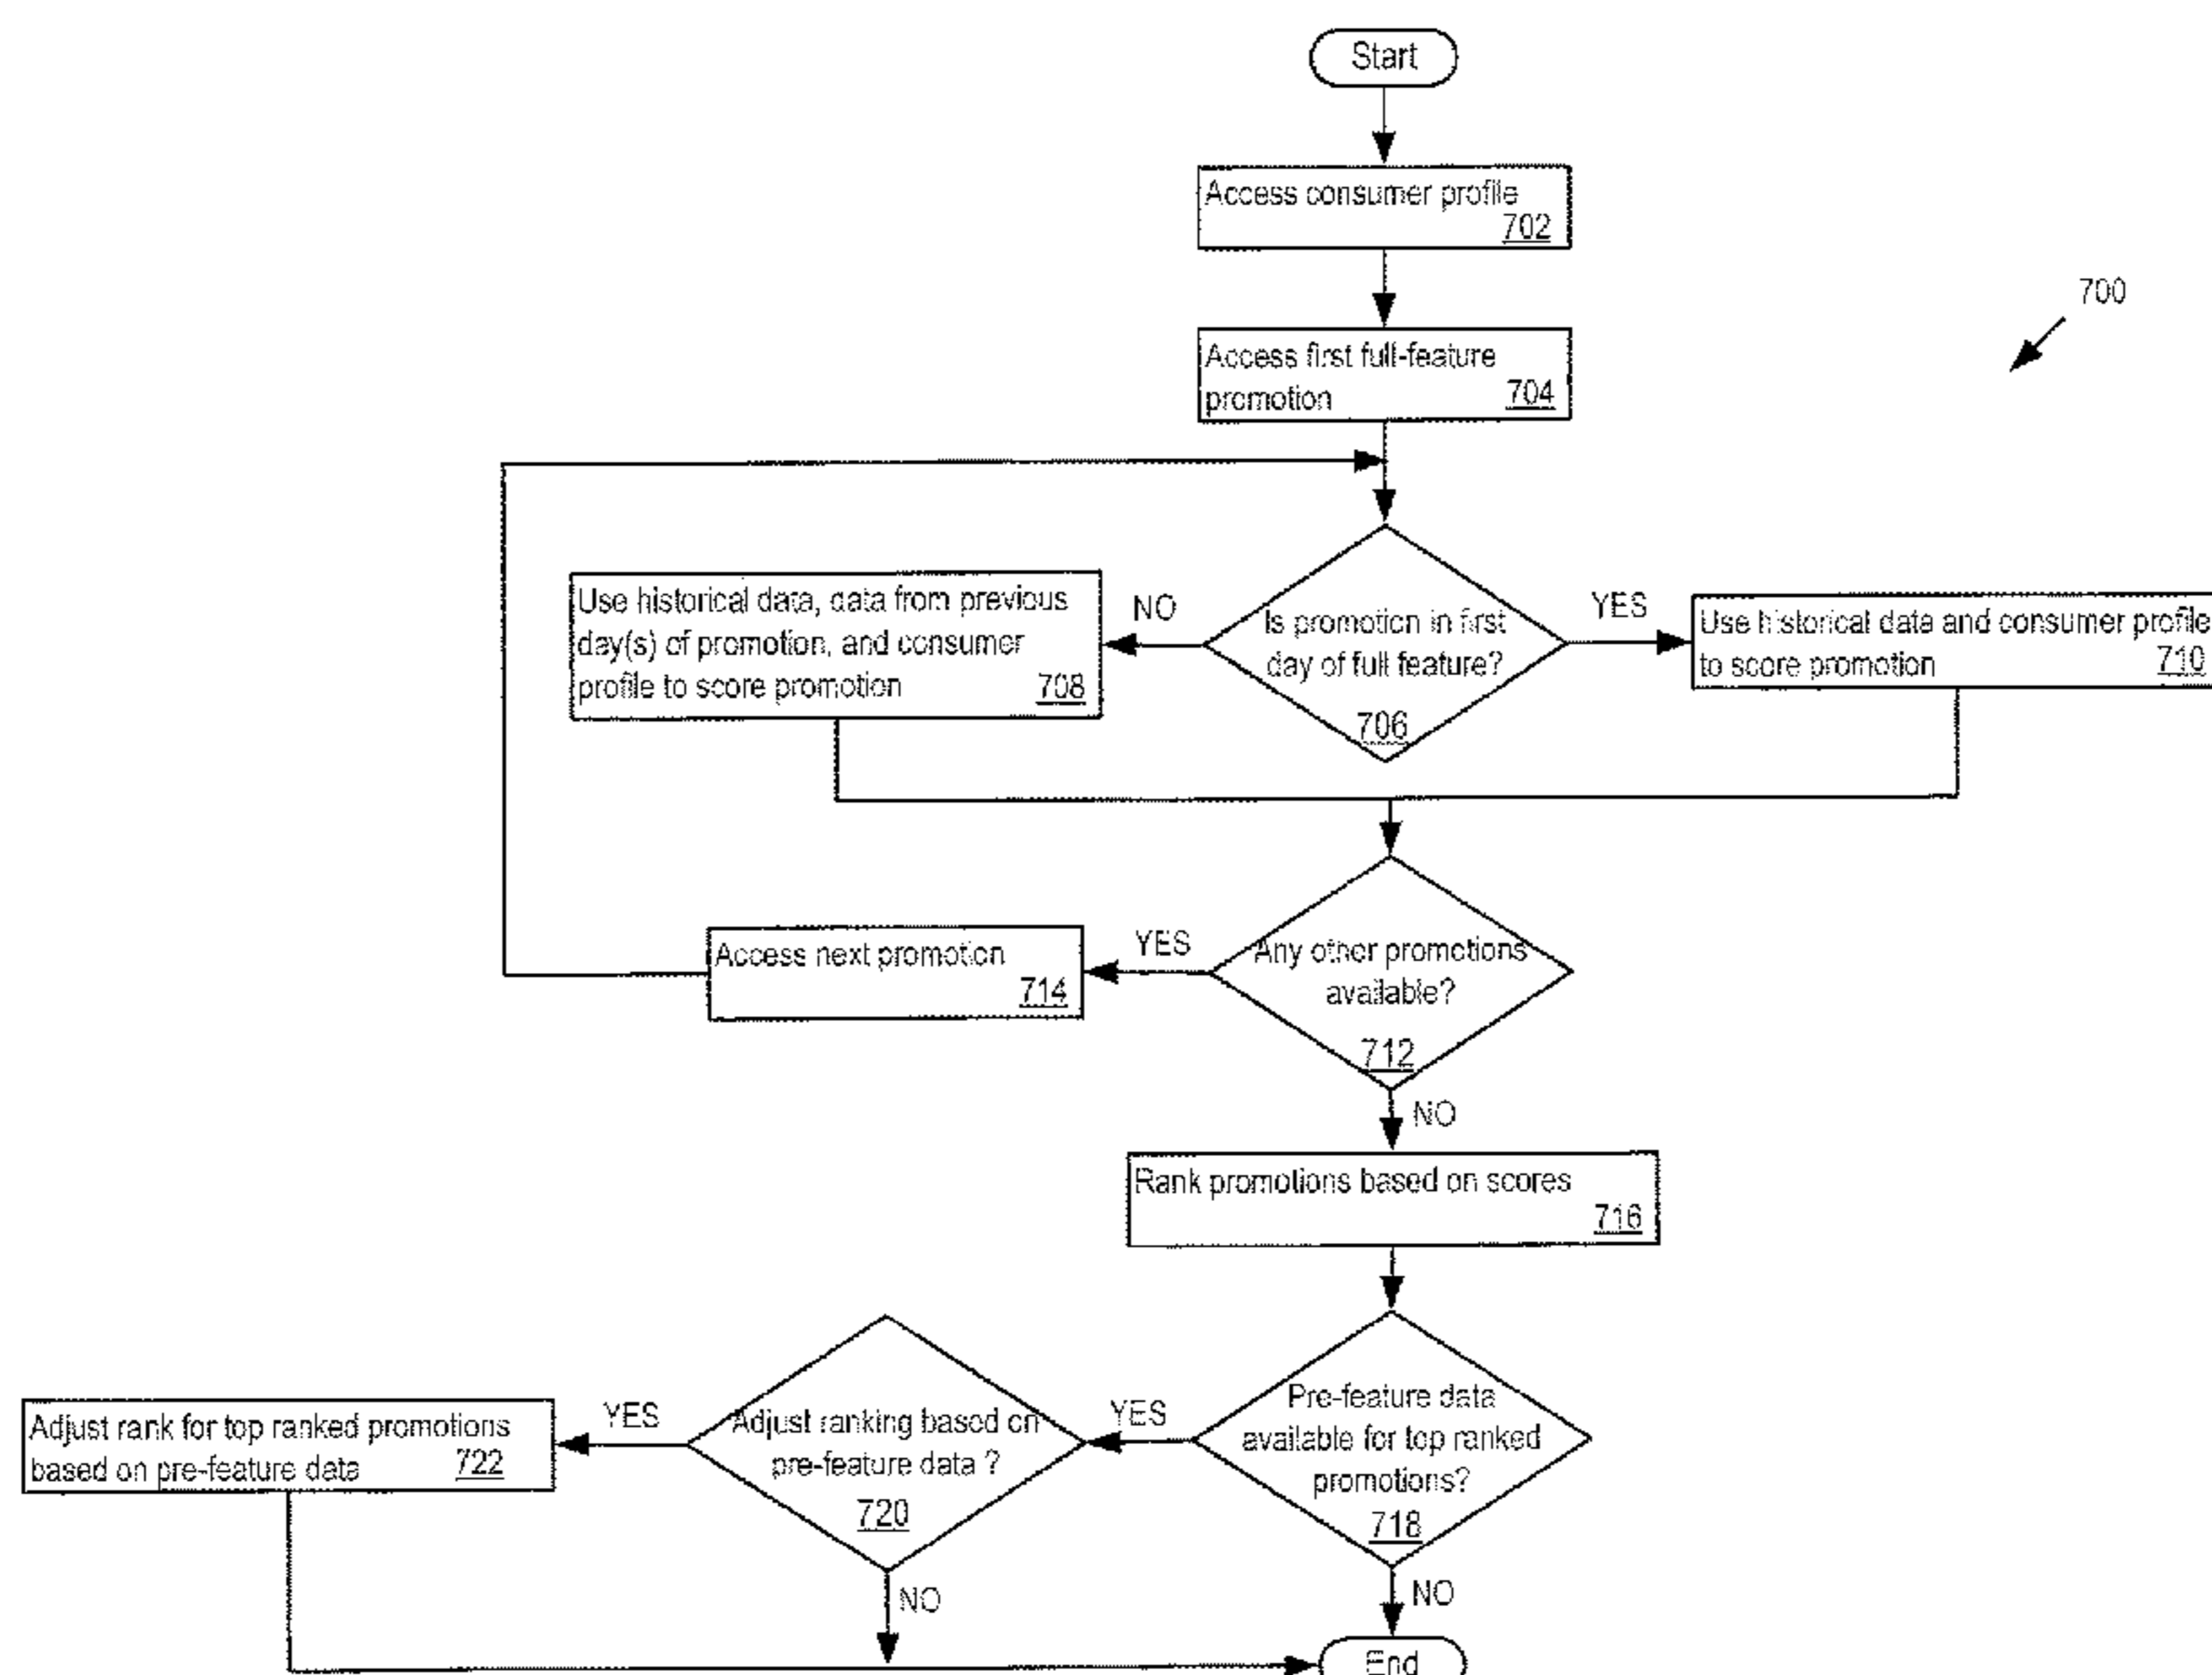 Start
Access consumer profile
702
700
Access first full-feature
promotion 704
Use historical data, data from previous
day(s) of promotion, and consumer
profile to score promotion 708
NO
Is promotion in first
day of full feature?
706
YES
Use historical data and consumer profile
to score promotion 710
Access next promotion
714
YES
Any other promotions
available?
712
NO
Rank promotions based on scores
716
Adjust rank for top ranked promotions
based on pre-feature data 722
YES
Adjust ranking based on
pre-feature data ?
720
YES
Pre-feature data
available for top ranked
promotions?
718
NO
NO
End